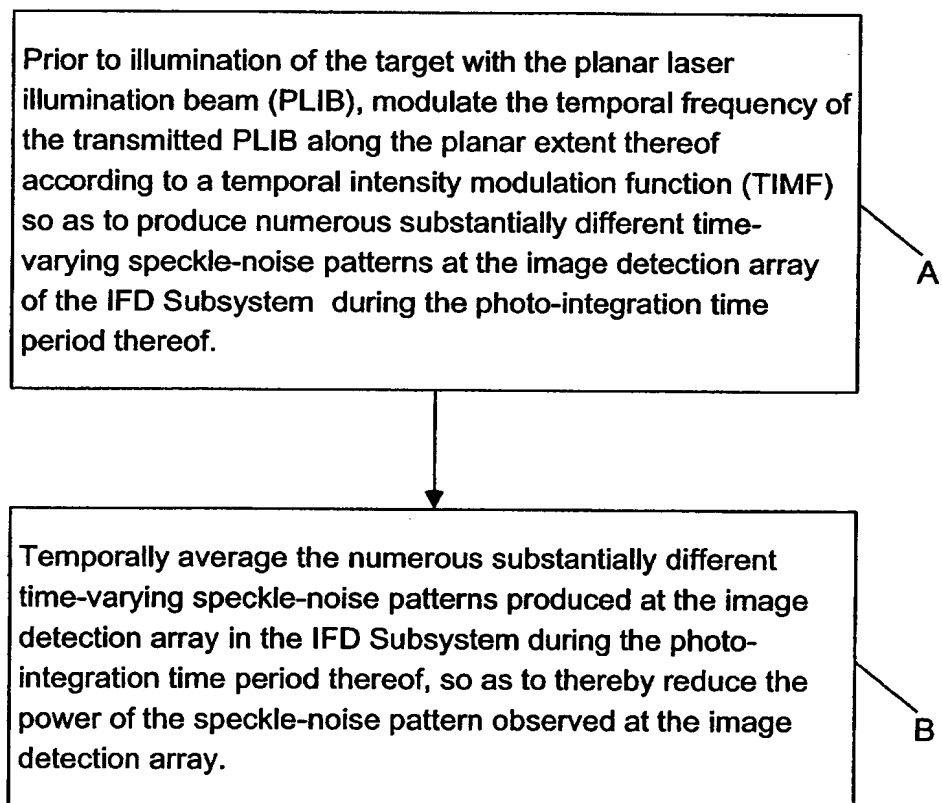 Prior to illumination of the target with the planar laser
illumination beam (PLIB), modulate the temporal frequency of
the transmitted PLIB along the planar extent thereof
according to a temporal intensity modulation function (TIMF)
so as to produce numerous substantially different time-
varying speckle-noise patterns at the image detection array
of the IFD Subsystem during the photo-integration time
period thereof.
A
Temporally average the numerous substantially different
time-varying speckle-noise patterns produced at the image
detection array in the IFD Subsystem during the photo-
integration time period thereof, so as to thereby reduce the
power of the speckle-noise pattern observed at the image
detection array.
B